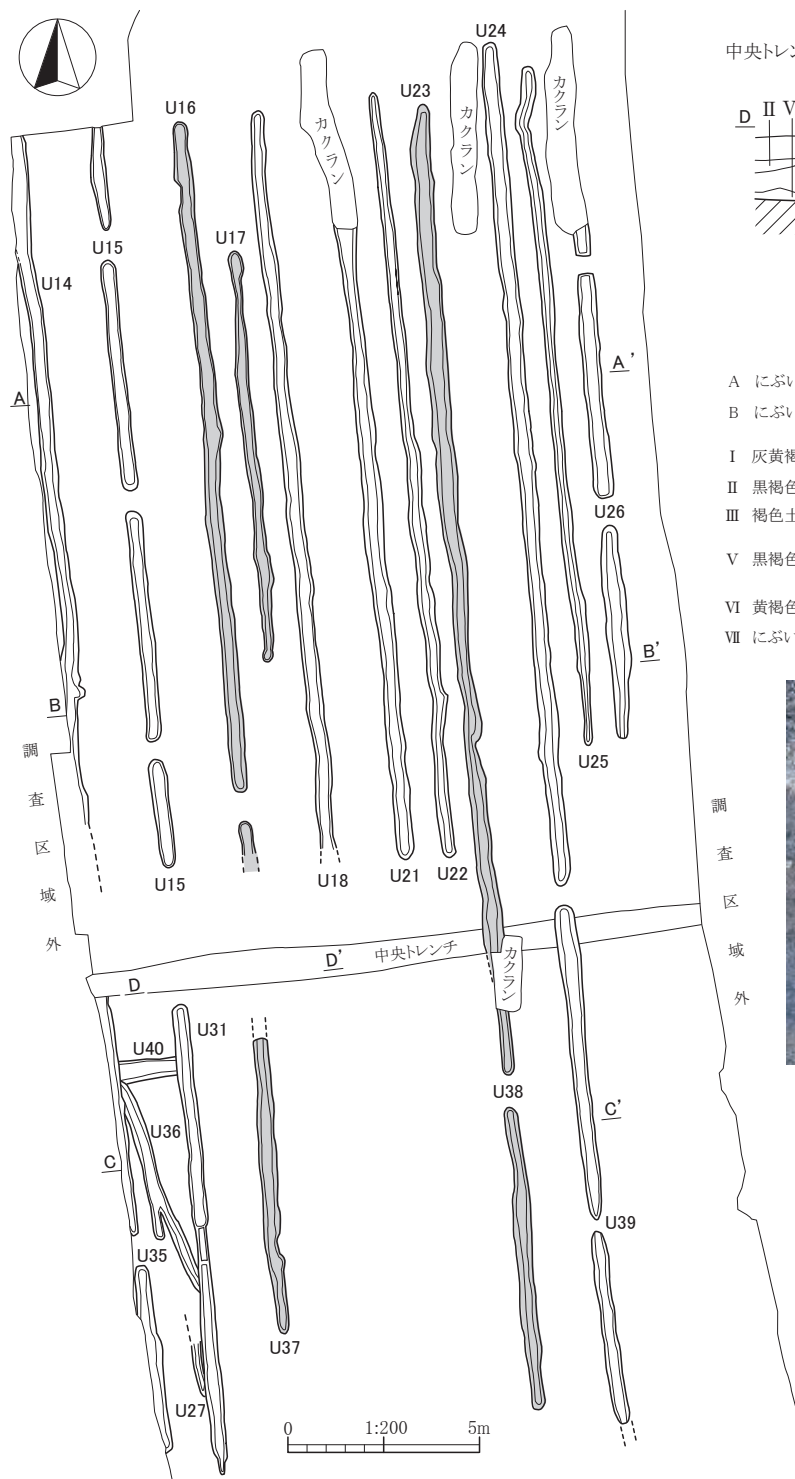 U24
U16
U23
カクラン
カクラン
カクラン
U17
U15
U14
A
A'
U26
B'
B
U25
調査区域外
調査区域外
U15
U18
U21
U22
D'
中央トレンチ
カクラン
D
U31
U40
U38
U36
C'
C
U39
U35
U37
U27
0
1:200
5m
中央トレン
D
II
V
A にぶい
B にぶい
I 灰黄褐
II 黒褐色
III 褐色土
V 黒褐色
VI 黄褐色
VII にぶい